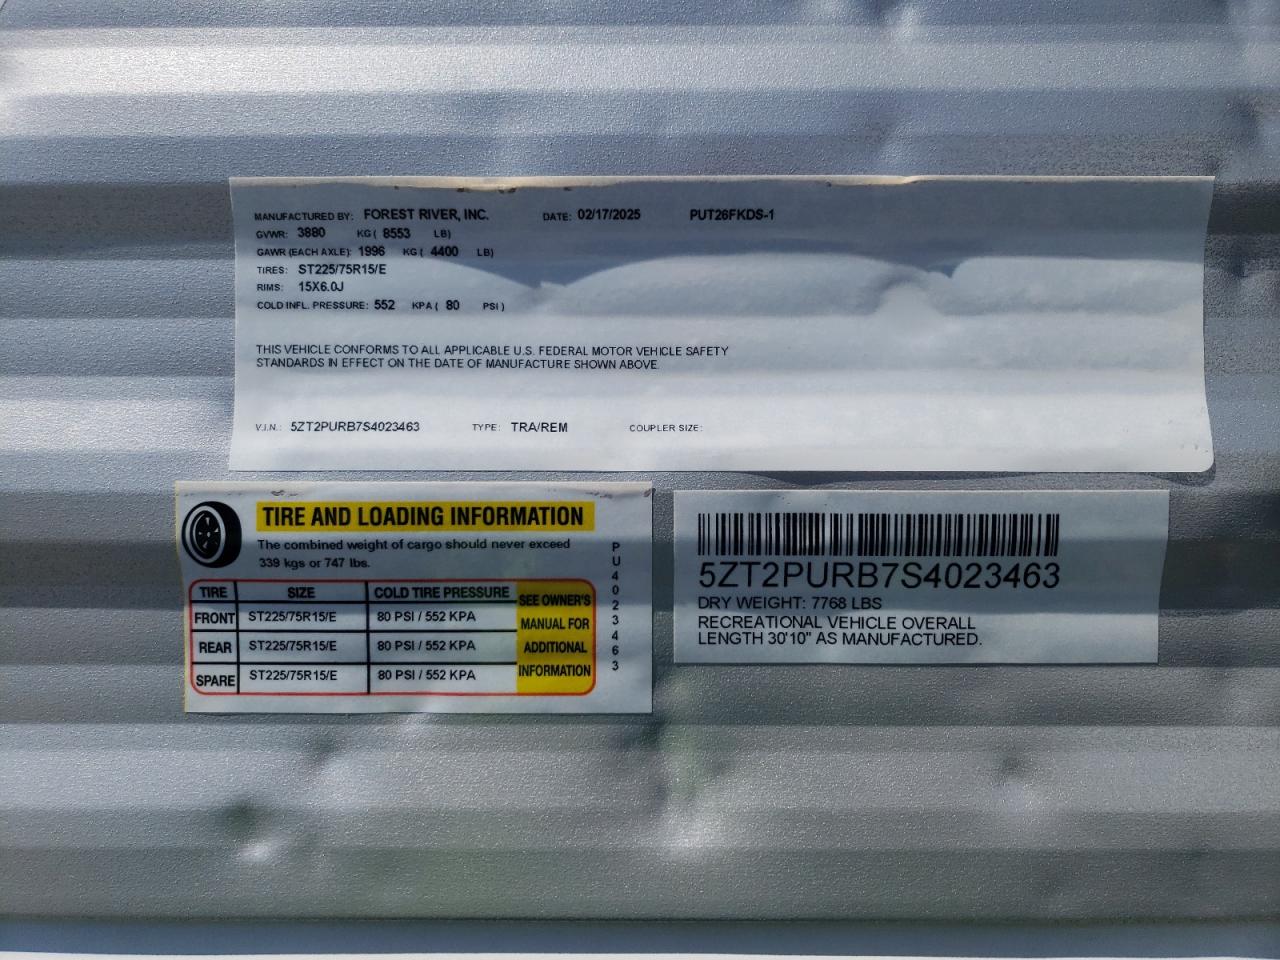 MANUFACTURED BY: FOREST RIVER, INC. DATE: 02/17/2025 PUT26FKDS-1
GVWR: 3880 KG( 8553 LB)
GAWR (EACH AXLE): 1996 KG( 4400 LB)
TIRES: ST225/75R15/E
RIMS: 15X6.0J
COLD INFL. PRESSURE: 552 KPA( 80 PSI)
THIS VEHICLE CONFORMS TO ALL APPLICABLE U.S. FEDERAL MOTOR VEHICLE SAFETY
STANDARDS IN EFFECT ON THE DATE OF MANUFACTURE SHOWN ABOVE.
V.I.N.: 5ZT2PURB7S4023463 TYPE: TRA/REM COUPLER SIZE:
TIRE AND LOADING INFORMATION
The combined weight of cargo should never exceed
339 kgs or 747 lbs.
TIRE SIZE COLD TIRE PRESSURE
FRONT ST225/75R15/E 80 PSI / 552 KPA
REAR ST225/75R15/E 80 PSI / 552 KPA
SPARE ST225/75R15/E 80 PSI / 552 KPA
SEE OWNER'S
MANUAL FOR
ADDITIONAL
INFORMATION
PU4023463
5ZT2PURB7S4023463
DRY WEIGHT: 7768 LBS
RECREATIONAL VEHICLE OVERALL
LENGTH 30'10" AS MANUFACTURED.